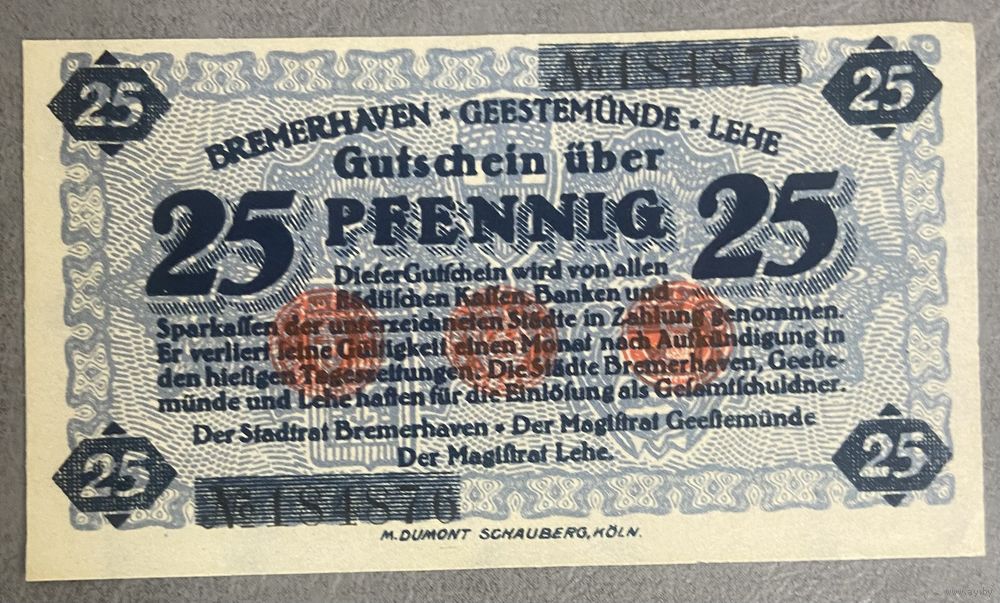 25 № 184876 25
BREMERHAVEN * GEESTEMÜNDE * LEHE
Gutschein über
25 PFENNIG 25
Dieser Gutschein wird von allen
städtischen Kassen, Banken und
Sparkassen der unterzeichneten Städte in Zahlung genommen.
Er verliert seine Gültigkeit einen Monat nach Aufkündigung in
den hiesigen Tageszeitungen. Die Städte Bremerhaven, Geeste-
münde und Lehe haften für die Einlösung als Gesamtschuldner.
Der Stadtrat Bremerhaven * Der Magistrat Geestemünde
Der Magistrat Lehe.
25 № 184876 25
M. DUMONT SCHAUBERG, KÖLN.
www.ay.by